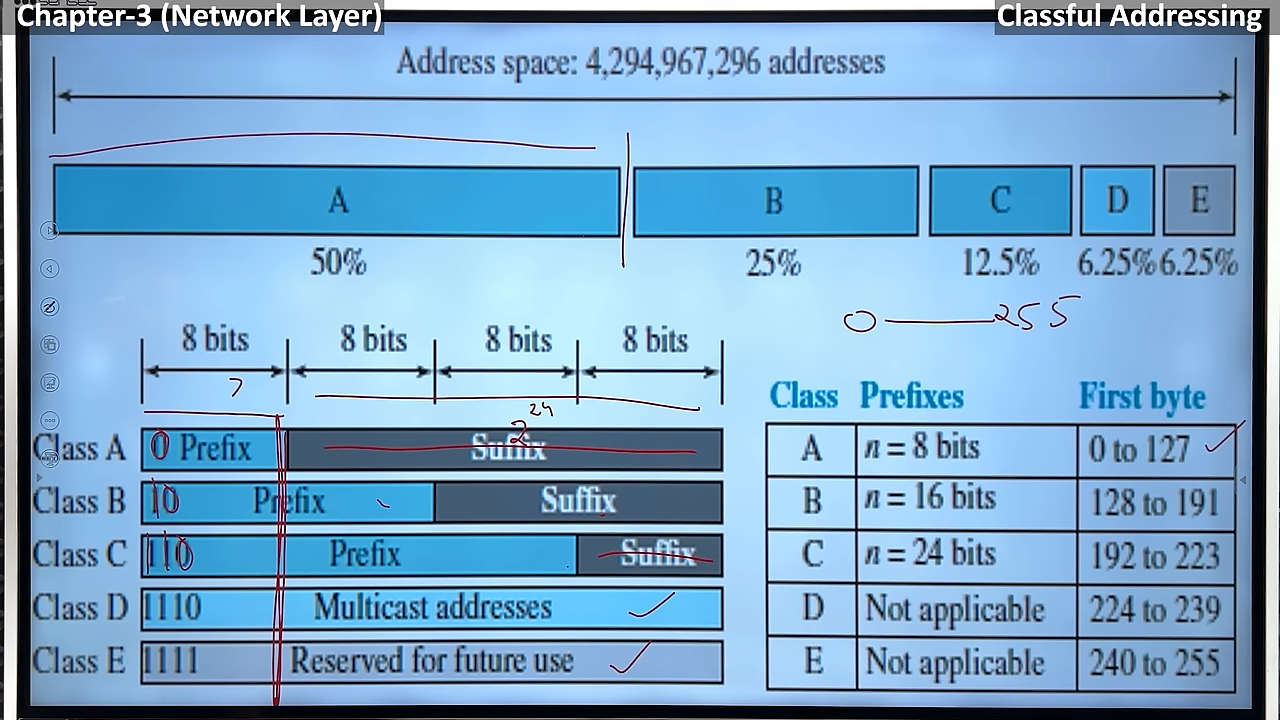 Chapter-3 (Network Layer)
Classful Addressing
Address space: 4,294,967,296 addresses
A B C D E
50% 25% 12.5% 6.25% 6.25%
0 — 255
8 bits 8 bits 8 bits 8 bits
7
2^24
Class A 0 Prefix Suffix
Class B 10 Prefix Suffix
Class C 110 Prefix Suffix
Class D 1110 Multicast addresses
Class E 1111 Reserved for future use
Class Prefixes First byte
A n = 8 bits 0 to 127
B n = 16 bits 128 to 191
C n = 24 bits 192 to 223
D Not applicable 224 to 239
E Not applicable 240 to 255